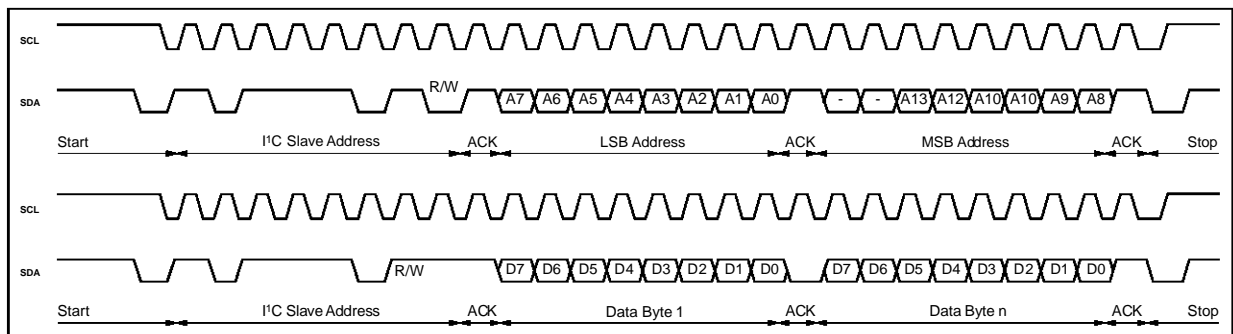 SCL
SDA R/W A7 A6 A5 A4 A3 A2 A1 A0 - - A13 A12 A10 A10 A9 A8
Start I¹C Slave Address ACK LSB Address ACK MSB Address ACK Stop
SCL
SDA R/W D7 D6 D5 D4 D3 D2 D1 D0 D7 D6 D5 D4 D3 D2 D1 D0
Start I¹C Slave Address ACK Data Byte 1 ACK Data Byte n ACK Stop